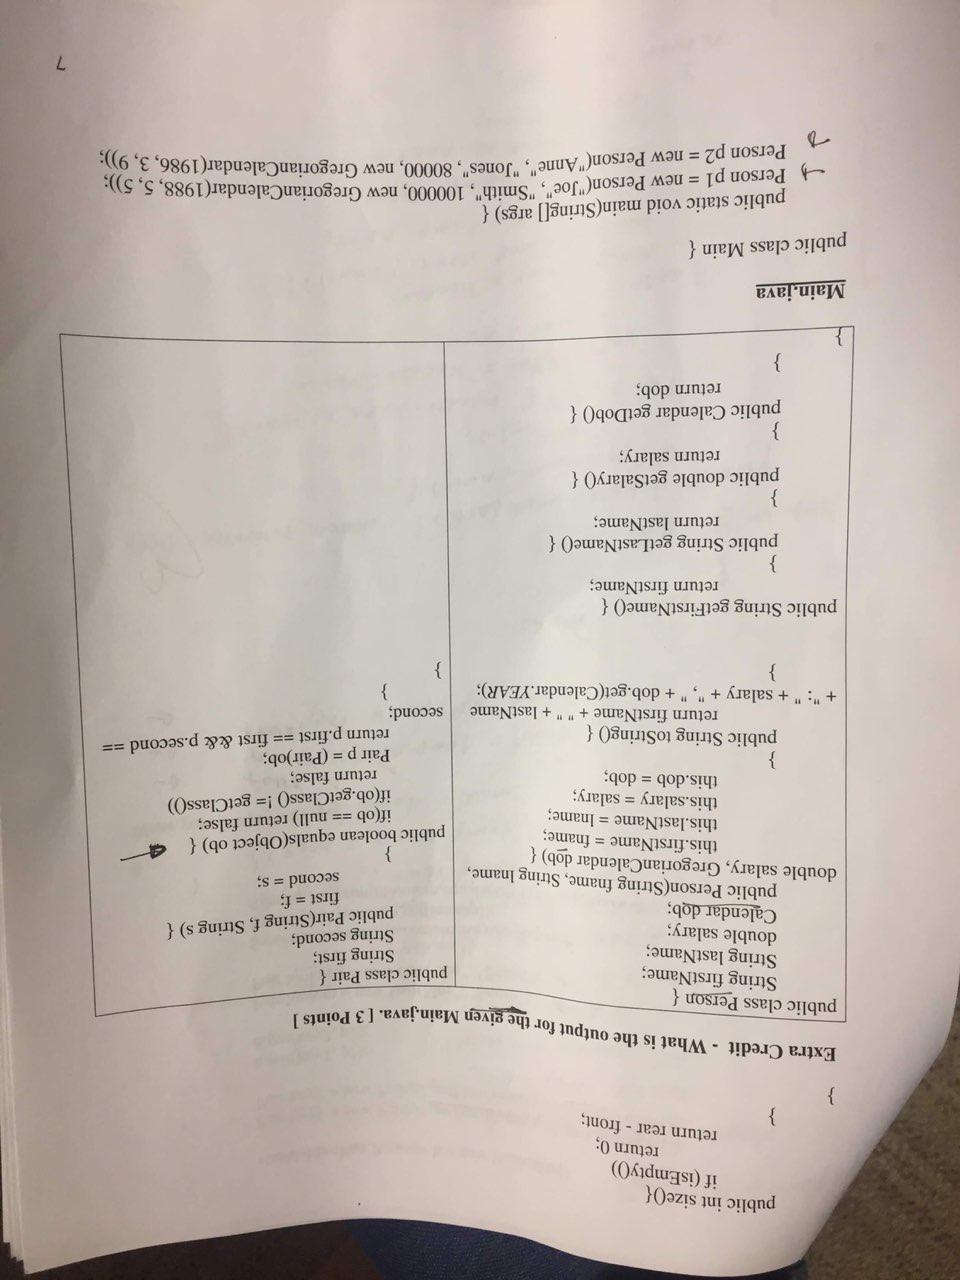 public int size(){
if (isEmpty())
return 0;
return rear - front;
}
}
Extra Credit - What is the output for the given Main.java. [ 3 Points ]
public class Person {
String firstName;
String lastName;
double salary;
Calendar dob;
public Person(String fname, String lname,
double salary, GregorianCalendar dob) {
this.firstName = fname;
this.lastName = lname;
this.salary = salary;
this.dob = dob;
}
public String toString() {
return firstName + " " + lastName
+ ": " + salary + ", " + dob.get(Calendar.YEAR);
}
public String getFirstName() {
return firstName;
}
public String getLastName() {
return lastName;
}
public double getSalary() {
return salary;
}
public Calendar getDob() {
return dob;
}
}
public class Pair {
String first;
String second;
public Pair(String f, String s) {
first = f;
second = s;
}
public boolean equals(Object ob) {
if(ob == null) return false;
if(ob.getClass() != getClass())
return false;
Pair p = (Pair)ob;
return p.first == first && p.second ==
second;
}
}
Main.java
public class Main {
public static void main(String[] args) {
Person p1 = new Person("Joe", "Smith", 100000, new GregorianCalendar(1988, 5, 5));
Person p2 = new Person("Anne", "Jones", 80000, new GregorianCalendar(1986, 3, 9));
7